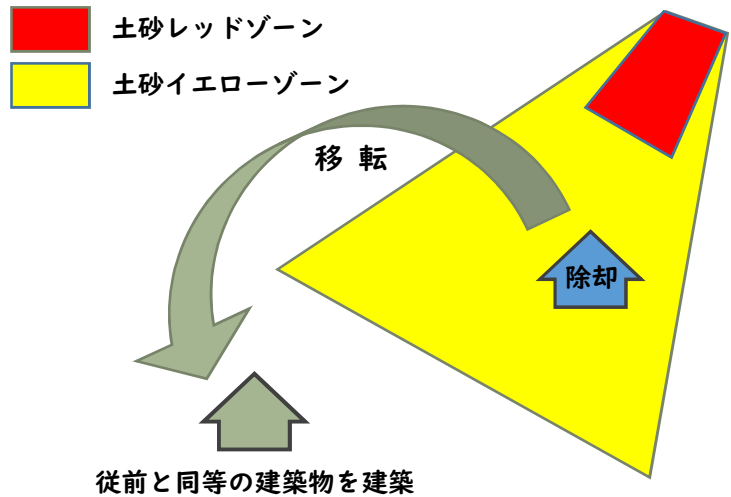 土砂レッドゾーン
土砂イエローゾーン
移 転
除却
従前と同等の建築物を建築